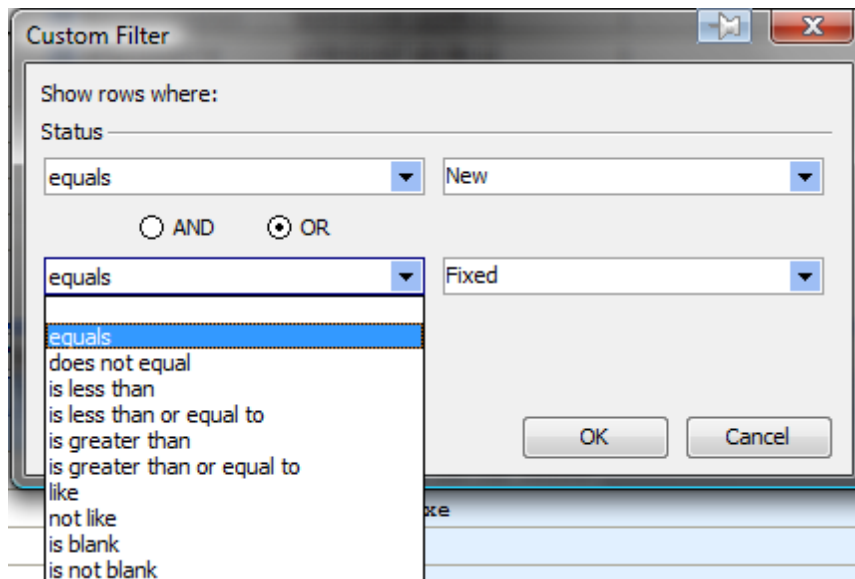 Custom Filter
Show rows where:
Status
equals New
AND OR
equals Fixed
equals
does not equal
is less than
is less than or equal to
is greater than
is greater than or equal to
like
not like
is blank
is not blank
OK Cancel
xe